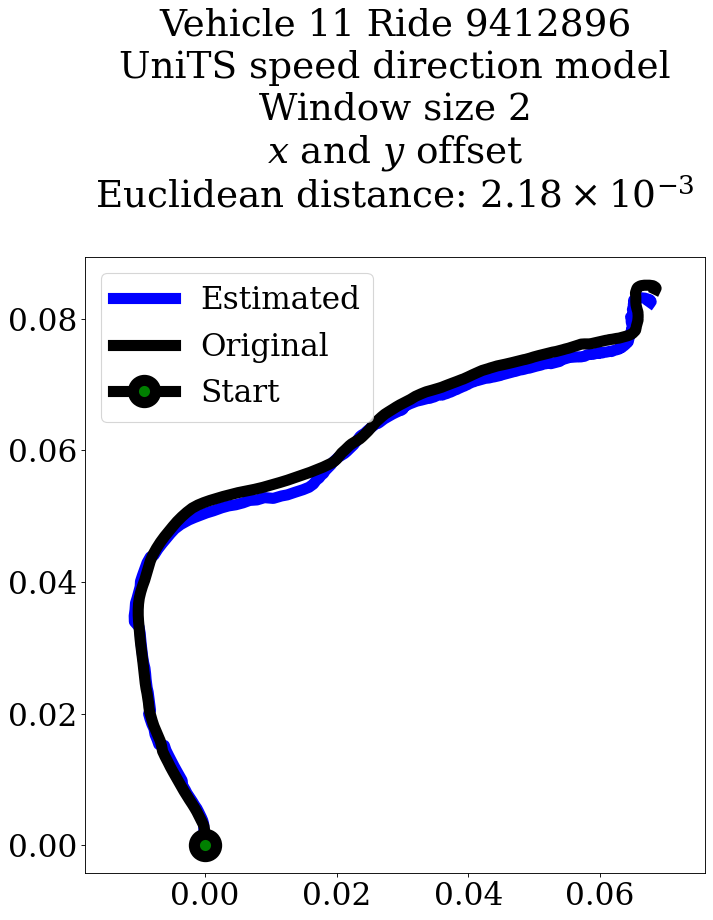 Vehicle 11 Ride 9412896
UniTS speed direction model
Window size 2
x and y offset
Euclidean distance: 2.18 × 10⁻³
Estimated
Original
Start
0.08
0.06
0.04
0.02
0.00
0.00 0.02 0.04 0.06